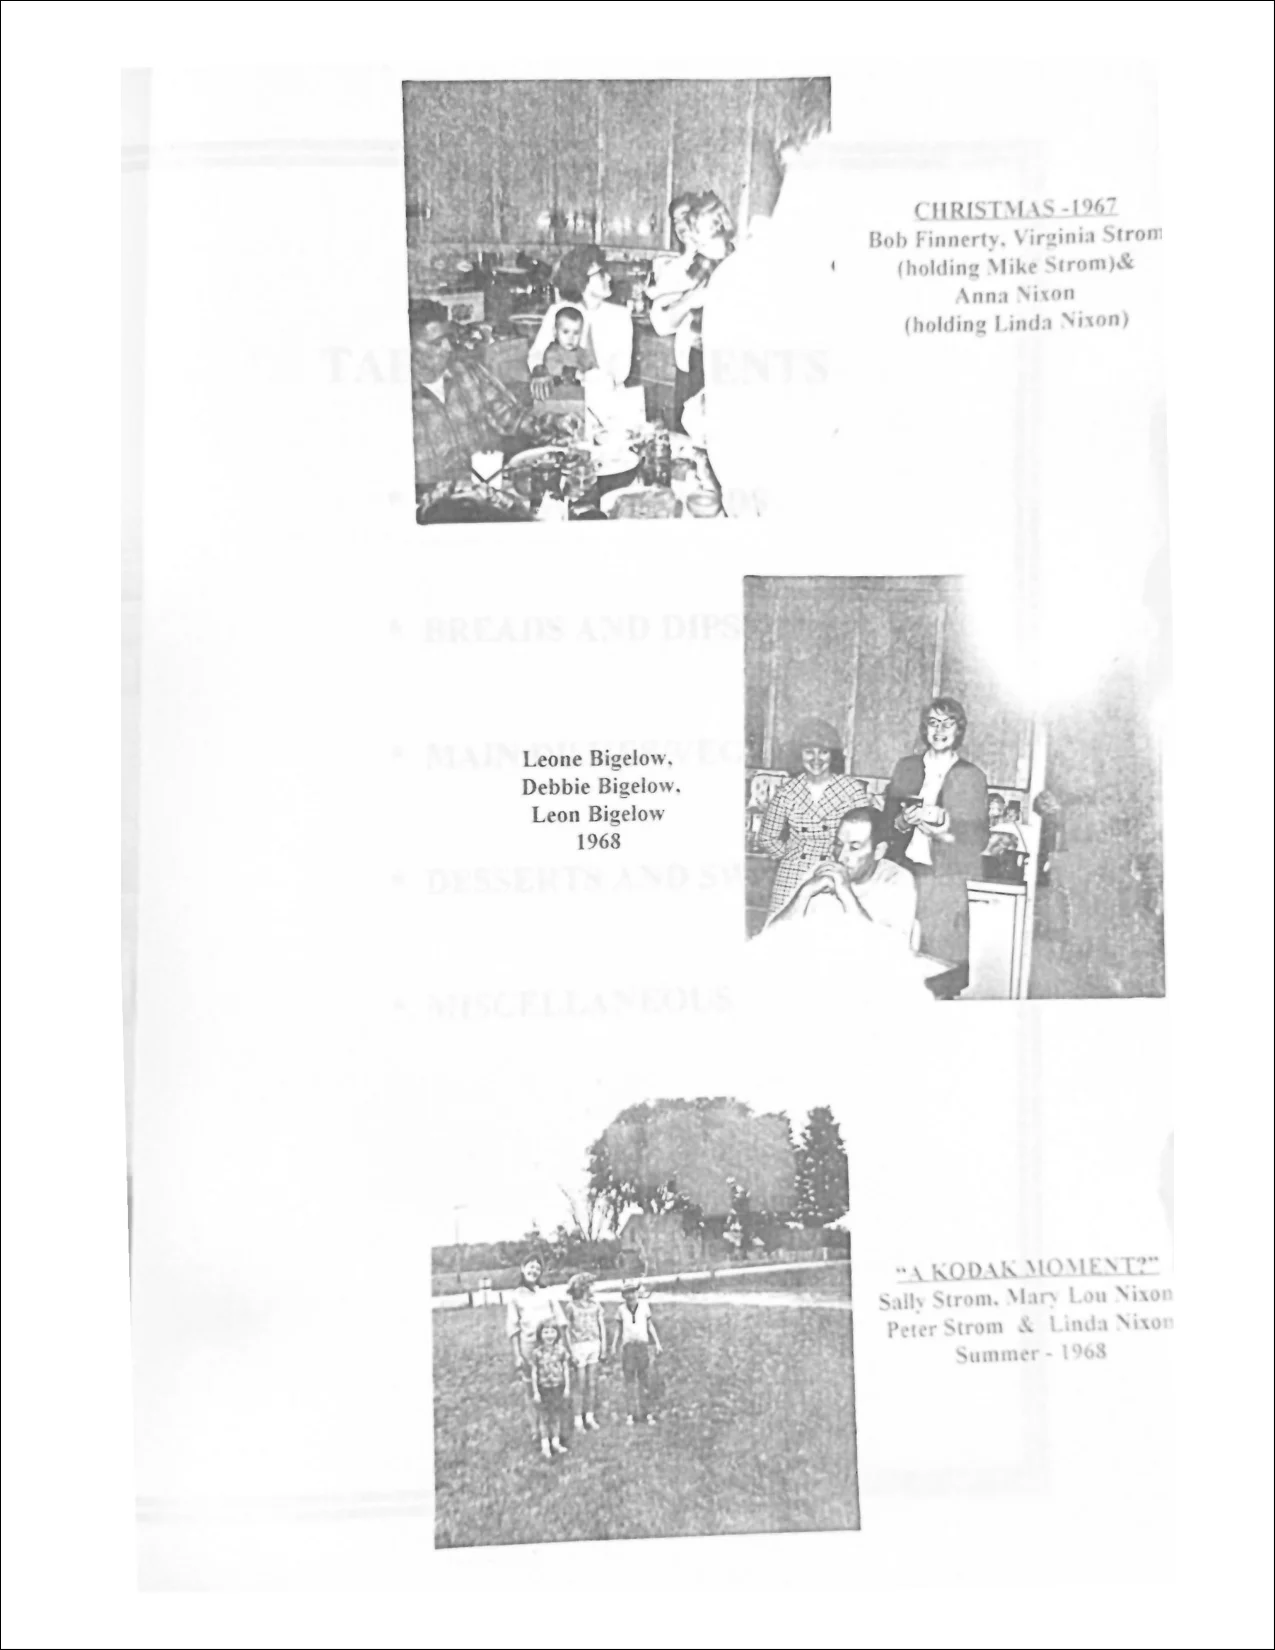 CHRISTMAS -1967
Bob Finnerty, Virginia Strom
(holding Mike Strom)&
Anna Nixon
(holding Linda Nixon)
BREADS AND DIPS
Leone Bigelow,
Debbie Bigelow,
Leon Bigelow
1968
DESSERTS AND
MISCELLANEOUS
"A KODAK MOMENT?"
Sally Strom, Mary Lou Nixon
Peter Strom & Linda Nixon
Summer - 1968